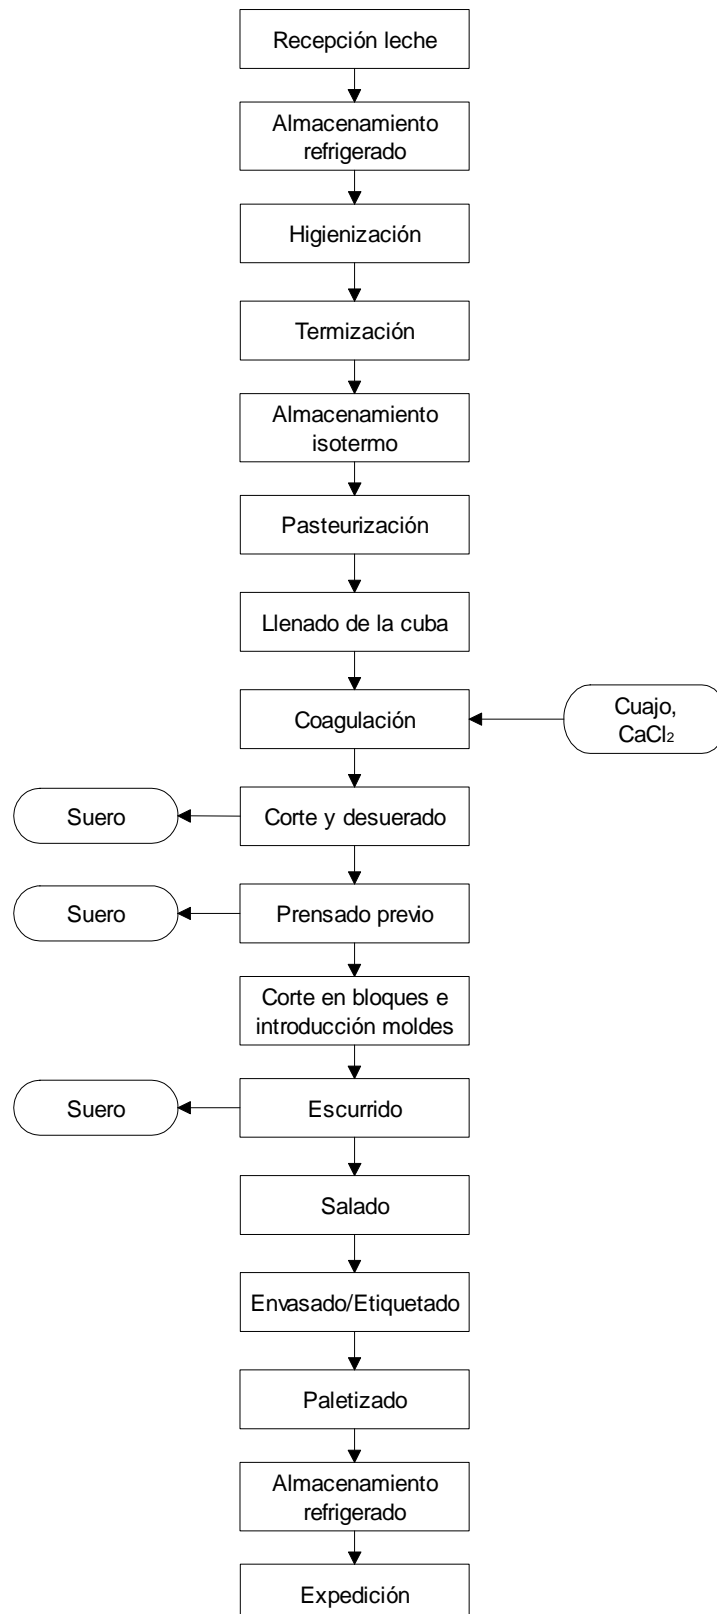 Recepción leche
Almacenamiento
refrigerado
Higienización
Termización
Almacenamiento
isotermo
Pasteurización
Llenado de la cuba
Coagulación
Cuajo,
CaCl₂
Suero
Corte y desuerado
Suero
Prensado previo
Corte en bloques e
introducción moldes
Suero
Escurrido
Salado
Envasado/Etiquetado
Paletizado
Almacenamiento
refrigerado
Expedición